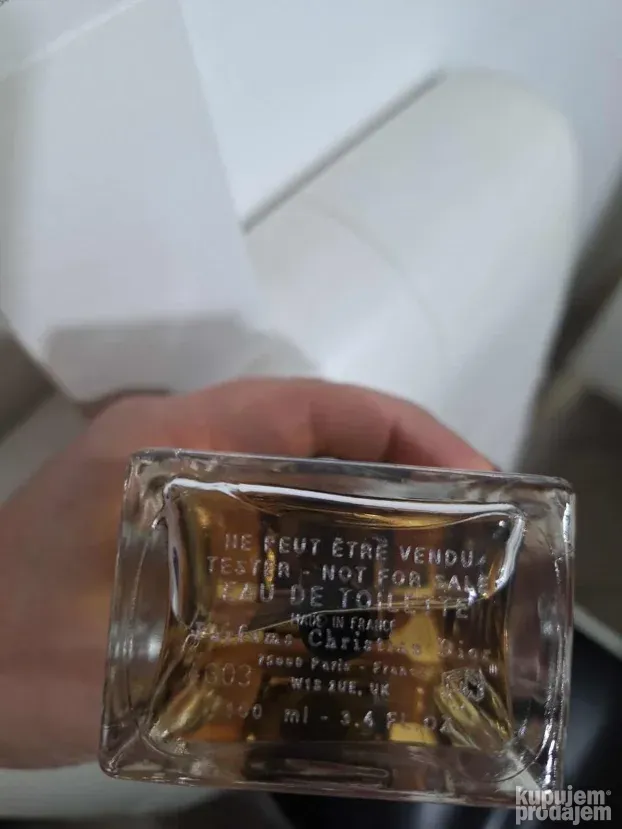 NE PEUT ÊTRE VENDU
TESTER - NOT FOR SALE
EAU DE TOILETTE
MADE IN FRANCE
Parfums Christian Dior
75008 Paris - France
W1S 2UE, UK
100 ml - 3.4 Fl. oz
kupujem
prodajem